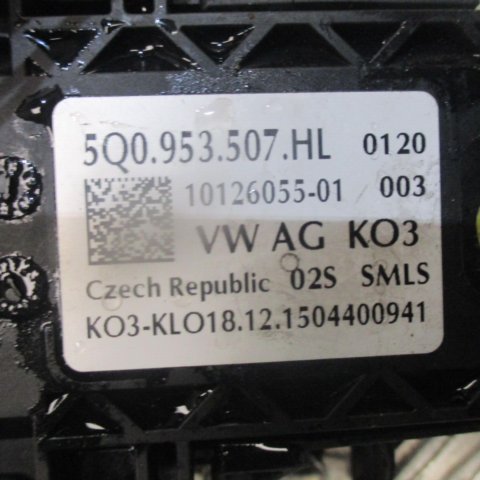 5Q0.953.507.HL 0120
10126055-01 003
VW AG KO3
Czech Republic 02S SMLS
KO3-KLO18.12.1504400941